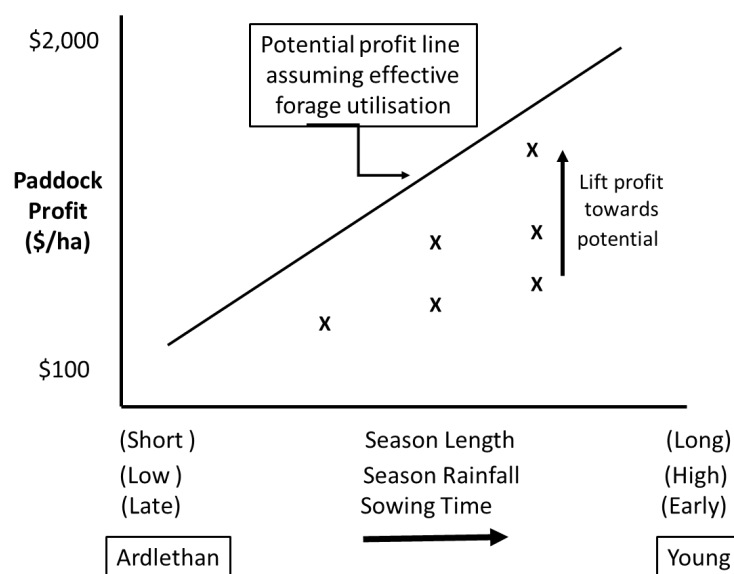 $2,000
Potential profit line
assuming effective
forage utilisation
X
Paddock
Profit
($/ha)
Lift profit
towards
potential
X
X
X
X
X
$100
(Short ) Season Length (Long)
(Low ) Season Rainfall (High)
(Late) Sowing Time (Early)
Ardlethan Young